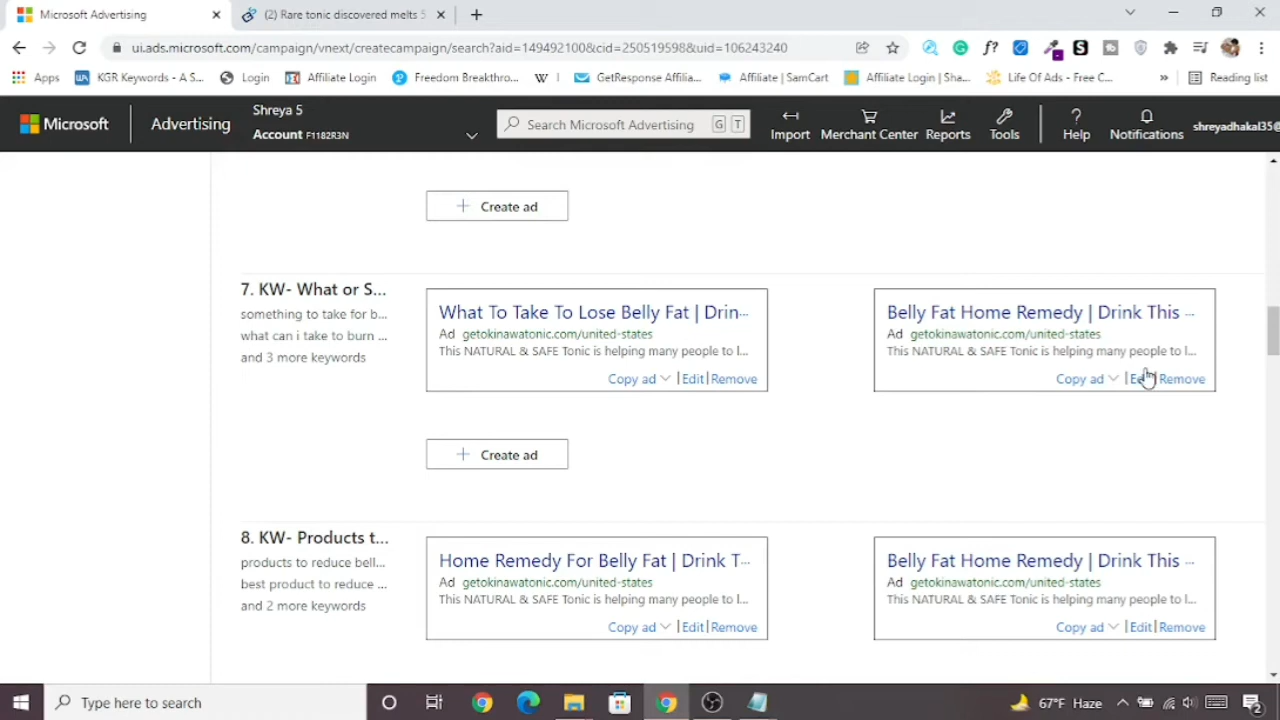 Microsoft Advertising
(2) Rare tonic discovered melts 5
ui.ads.microsoft.com/campaign/vnext/createcampaign/search?aid=149492100&cid=250519598&uid=106243240
Apps
KGR Keywords - A S...
Login
Affiliate Login
Freedom Breakthro...
GetResponse Affilia...
Affiliate | SamCart
Affiliate Login | Sha...
Life Of Ads - Free C...
»
Reading list
Microsoft
Advertising
Shreya 5
Account F1182R3N
Search Microsoft Advertising
G T
Import
Merchant Center
Reports
Tools
Help
Notifications
shreyadhakal35@
+ Create ad
7. KW- What or S...
something to take for b...
what can i take to burn ...
and 3 more keywords
What To Take To Lose Belly Fat | Drin...
Ad getokinawatonic.com/united-states
This NATURAL & SAFE Tonic is helping many people to l...
Copy ad | Edit | Remove
Belly Fat Home Remedy | Drink This ...
Ad getokinawatonic.com/united-states
This NATURAL & SAFE Tonic is helping many people to l...
Copy ad | Edit | Remove
+ Create ad
8. KW- Products t...
products to reduce bell...
best product to reduce ...
and 2 more keywords
Home Remedy For Belly Fat | Drink T...
Ad getokinawatonic.com/united-states
This NATURAL & SAFE Tonic is helping many people to l...
Copy ad | Edit | Remove
Belly Fat Home Remedy | Drink This ...
Ad getokinawatonic.com/united-states
This NATURAL & SAFE Tonic is helping many people to l...
Copy ad | Edit | Remove
Type here to search
67°F Haze
2